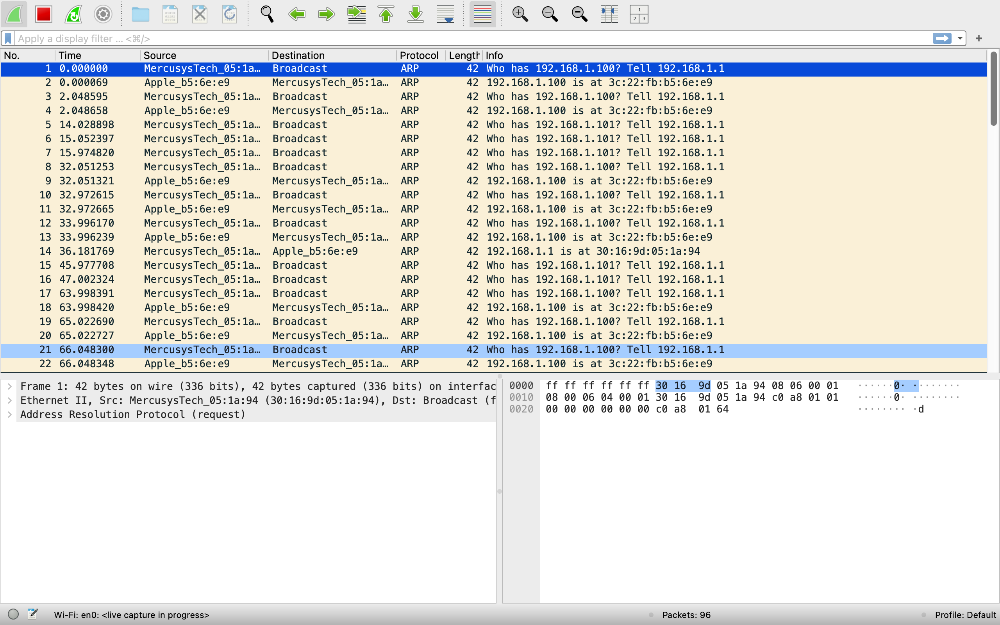 Apply a display filter ... <⌘/>
No. Time Source Destination Protocol Length Info
1 0.000000 MercusysTech_05:1a… Broadcast ARP 42 Who has 192.168.1.100? Tell 192.168.1.1
2 0.000069 Apple_b5:6e:e9 MercusysTech_05:1a… ARP 42 192.168.1.100 is at 3c:22:fb:b5:6e:e9
3 2.048595 MercusysTech_05:1a… Broadcast ARP 42 Who has 192.168.1.100? Tell 192.168.1.1
4 2.048658 Apple_b5:6e:e9 MercusysTech_05:1a… ARP 42 192.168.1.100 is at 3c:22:fb:b5:6e:e9
5 14.028898 MercusysTech_05:1a… Broadcast ARP 42 Who has 192.168.1.101? Tell 192.168.1.1
6 15.052397 MercusysTech_05:1a… Broadcast ARP 42 Who has 192.168.1.101? Tell 192.168.1.1
7 15.974820 MercusysTech_05:1a… Broadcast ARP 42 Who has 192.168.1.101? Tell 192.168.1.1
8 32.051253 MercusysTech_05:1a… Broadcast ARP 42 Who has 192.168.1.100? Tell 192.168.1.1
9 32.051321 Apple_b5:6e:e9 MercusysTech_05:1a… ARP 42 192.168.1.100 is at 3c:22:fb:b5:6e:e9
10 32.972615 MercusysTech_05:1a… Broadcast ARP 42 Who has 192.168.1.100? Tell 192.168.1.1
11 32.972665 Apple_b5:6e:e9 MercusysTech_05:1a… ARP 42 192.168.1.100 is at 3c:22:fb:b5:6e:e9
12 33.996170 MercusysTech_05:1a… Broadcast ARP 42 Who has 192.168.1.100? Tell 192.168.1.1
13 33.996239 Apple_b5:6e:e9 MercusysTech_05:1a… ARP 42 192.168.1.100 is at 3c:22:fb:b5:6e:e9
14 36.181769 MercusysTech_05:1a… Apple_b5:6e:e9 ARP 42 192.168.1.1 is at 30:16:9d:05:1a:94
15 45.977708 MercusysTech_05:1a… Broadcast ARP 42 Who has 192.168.1.101? Tell 192.168.1.1
16 47.002324 MercusysTech_05:1a… Broadcast ARP 42 Who has 192.168.1.101? Tell 192.168.1.1
17 63.998391 MercusysTech_05:1a… Broadcast ARP 42 Who has 192.168.1.100? Tell 192.168.1.1
18 63.998420 Apple_b5:6e:e9 MercusysTech_05:1a… ARP 42 192.168.1.100 is at 3c:22:fb:b5:6e:e9
19 65.022690 MercusysTech_05:1a… Broadcast ARP 42 Who has 192.168.1.100? Tell 192.168.1.1
20 65.022727 Apple_b5:6e:e9 MercusysTech_05:1a… ARP 42 192.168.1.100 is at 3c:22:fb:b5:6e:e9
21 66.048300 MercusysTech_05:1a… Broadcast ARP 42 Who has 192.168.1.100? Tell 192.168.1.1
22 66.048348 Apple_b5:6e:e9 MercusysTech_05:1a… ARP 42 192.168.1.100 is at 3c:22:fb:b5:6e:e9
Frame 1: 42 bytes on wire (336 bits), 42 bytes captured (336 bits) on interfac
Ethernet II, Src: MercusysTech_05:1a:94 (30:16:9d:05:1a:94), Dst: Broadcast (f
Address Resolution Protocol (request)
0000 ff ff ff ff ff ff 30 16 9d 05 1a 94 08 06 00 01 ······0· ········
0010 08 00 06 04 00 01 30 16 9d 05 1a 94 c0 a8 01 01 ······0· ········
0020 00 00 00 00 00 00 c0 a8 01 64 ········ ·d
Wi-Fi: en0: <live capture in progress> Packets: 96 Profile: Default